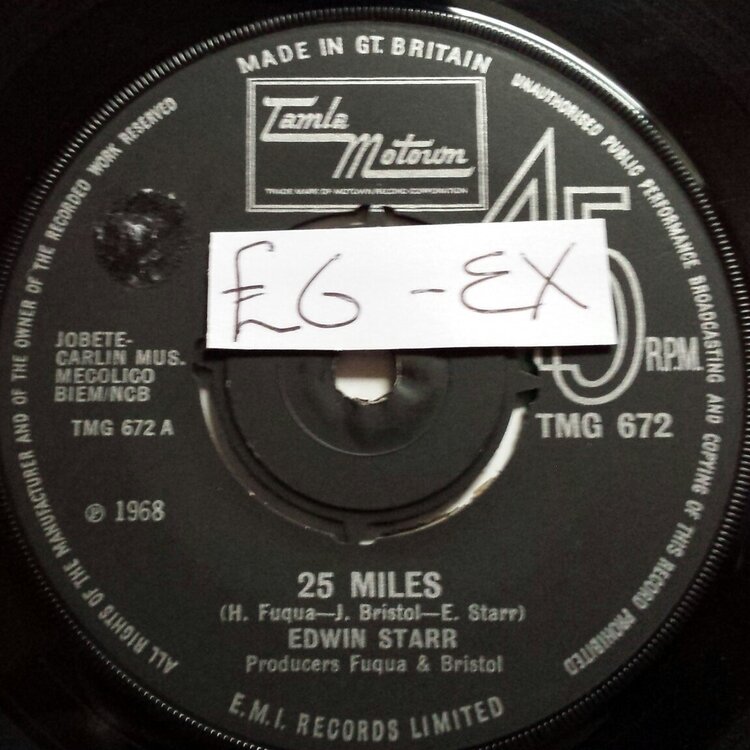 MADE IN GT. BRITAIN
UNAUTHORISED PUBLIC PERFORMANCE BROADCASTING AND COPYING OF THIS RECORD PROHIBITED
ALL RIGHTS OF THE MANUFACTURER AND OF THE OWNER OF THE RECORDED WORK RESERVED
Tamla
Motown
TRADE MARK OF MOTOWN RECORD CORPORATION
45
£6 - EX
RPM.
JOBETE-
CARLIN MUS.
MECOLICO
BIEM/NCB
TMG 672 A
TMG 672
℗ 1968
25 MILES
(H. Fuqua—J. Bristol—E. Starr)
EDWIN STARR
Producers Fuqua & Bristol
E.M.I. RECORDS LIMITED